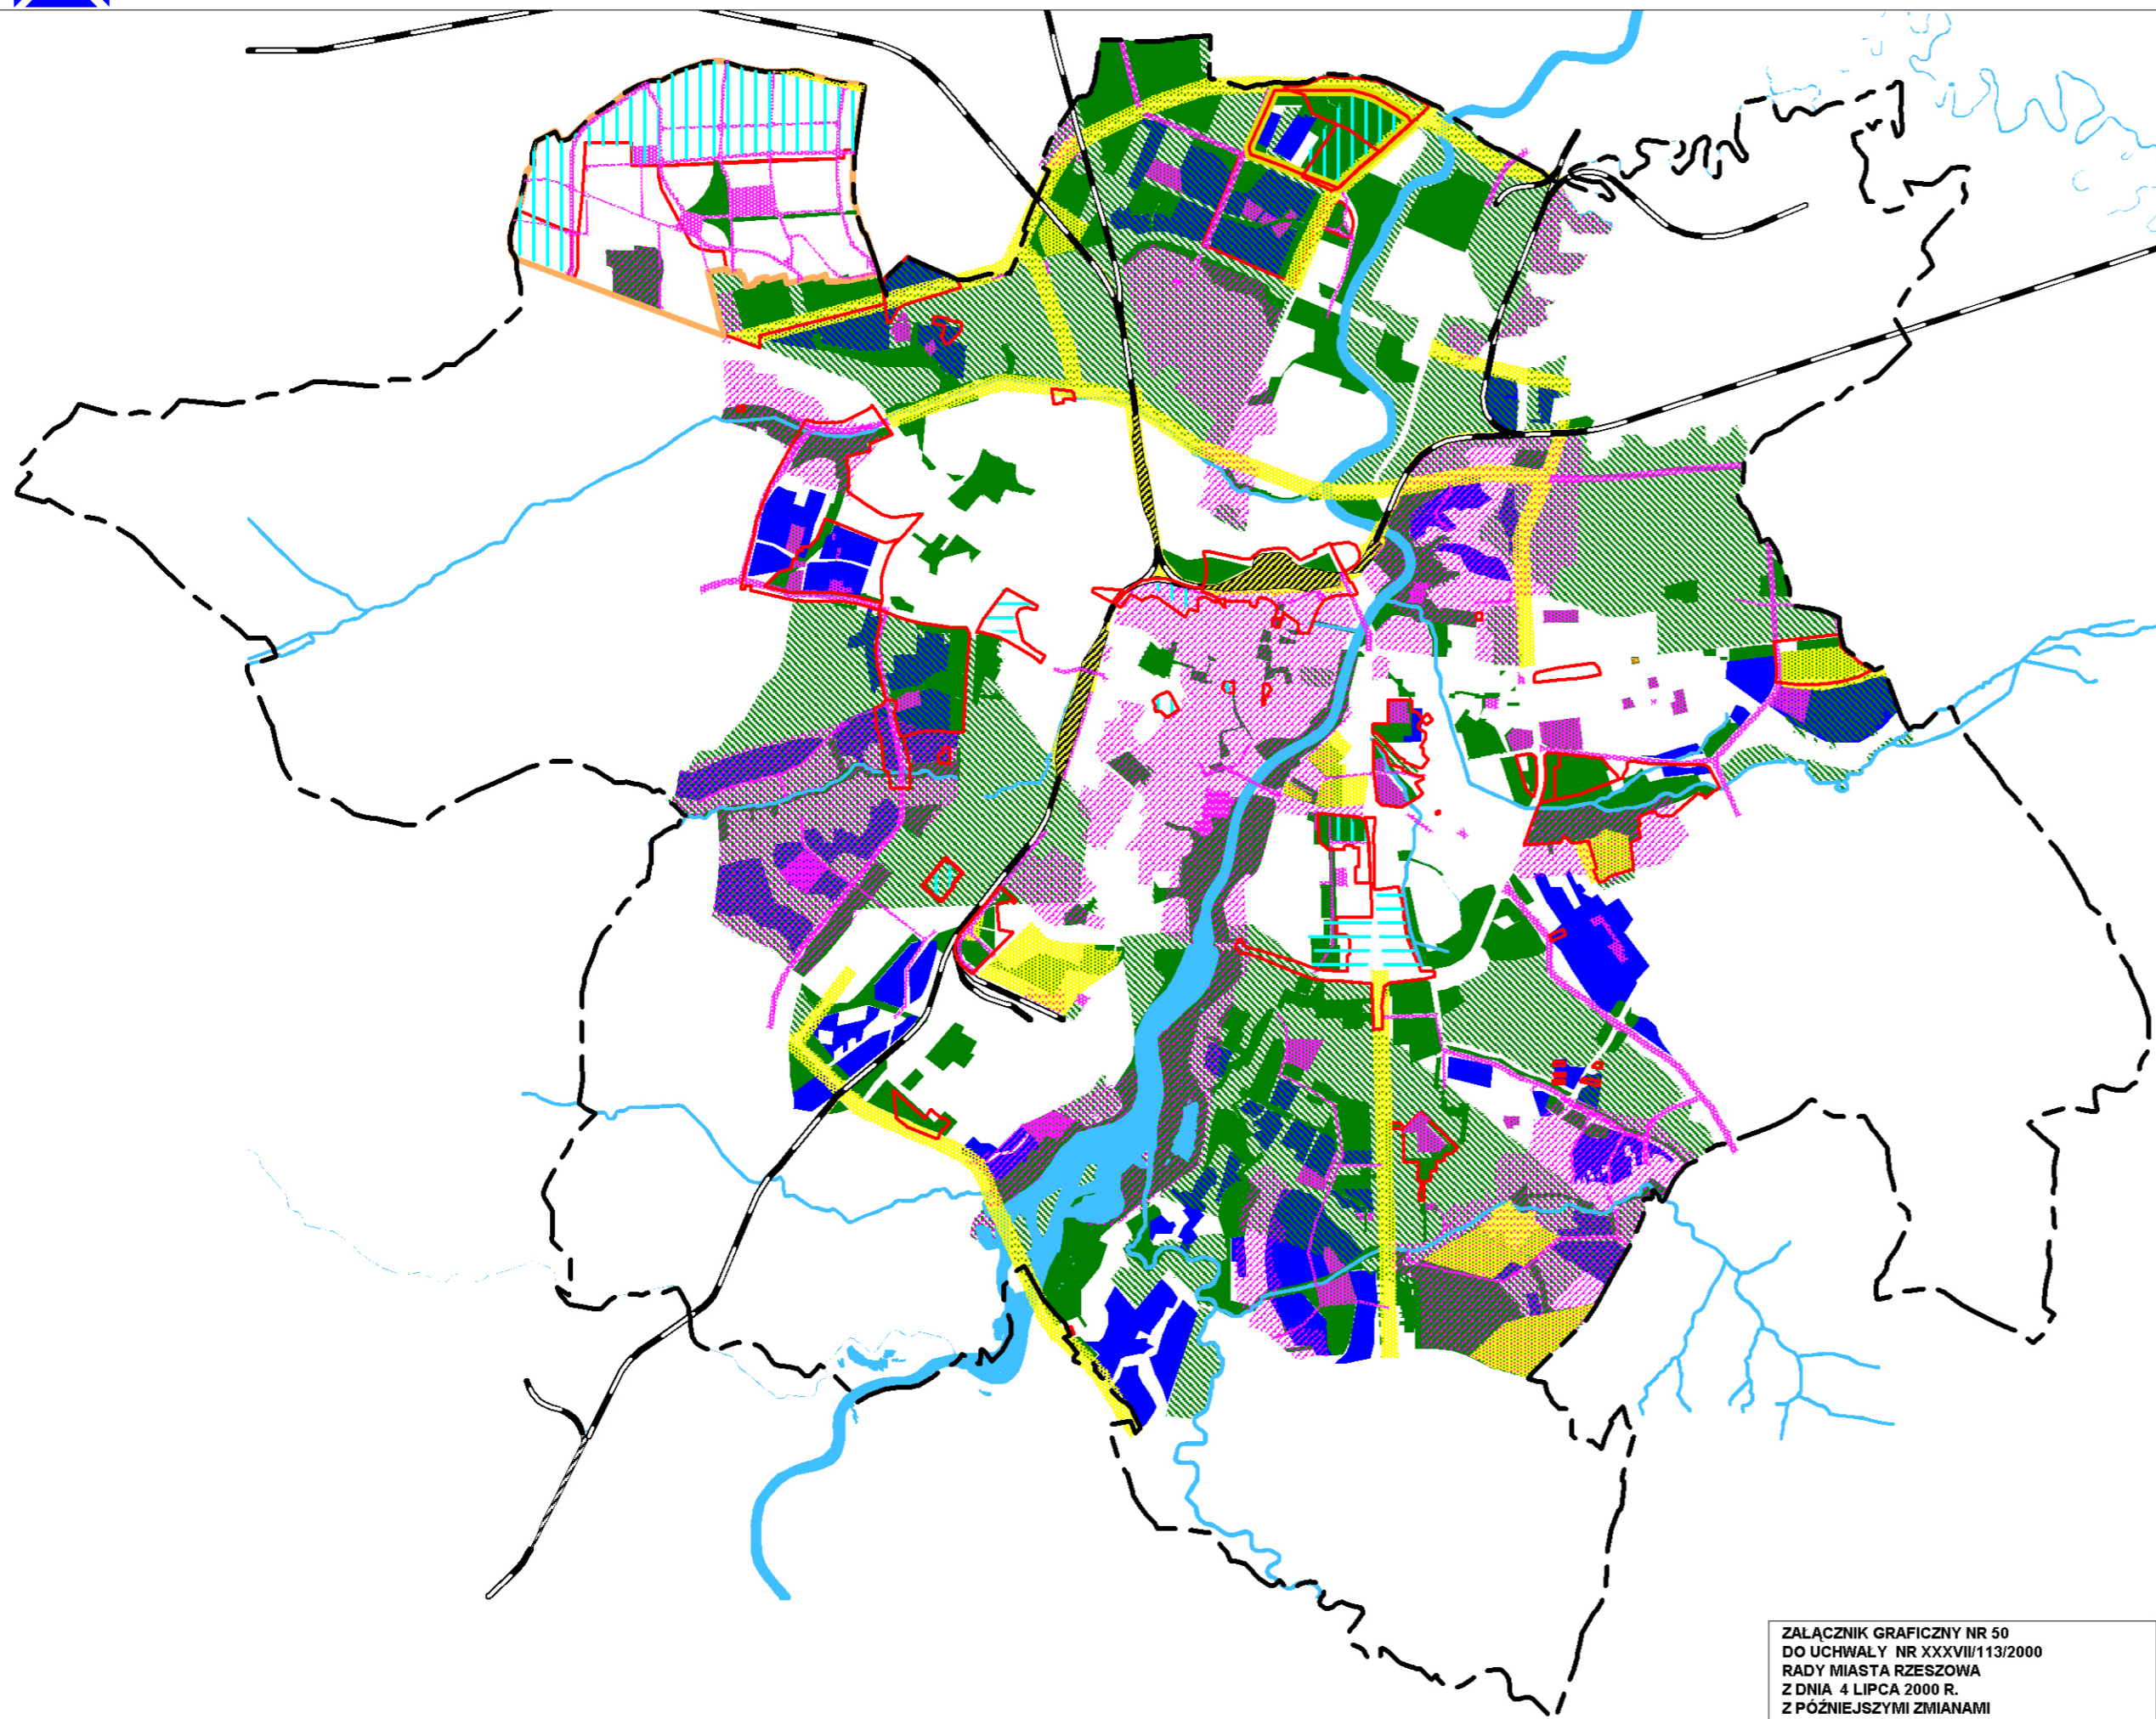 ZAŁĄCZNIK GRAFICZNY NR 50
DO UCHWAŁY NR XXXVII/113/2000
RADY MIASTA RZESZOWA
Z DNIA 4 LIPCA 2000 R.
Z PÓŹNIEJSZYMI ZMIANAMI